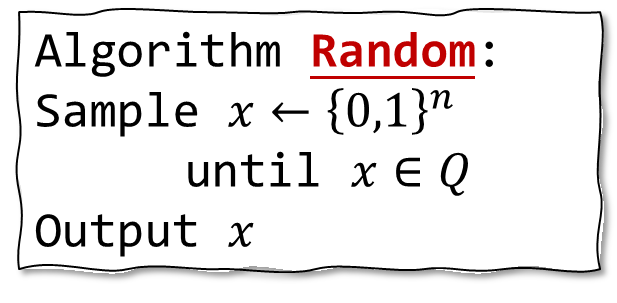 Algorithm Random:
Sample x ← {0,1}ⁿ
until x ∈ Q
Output x